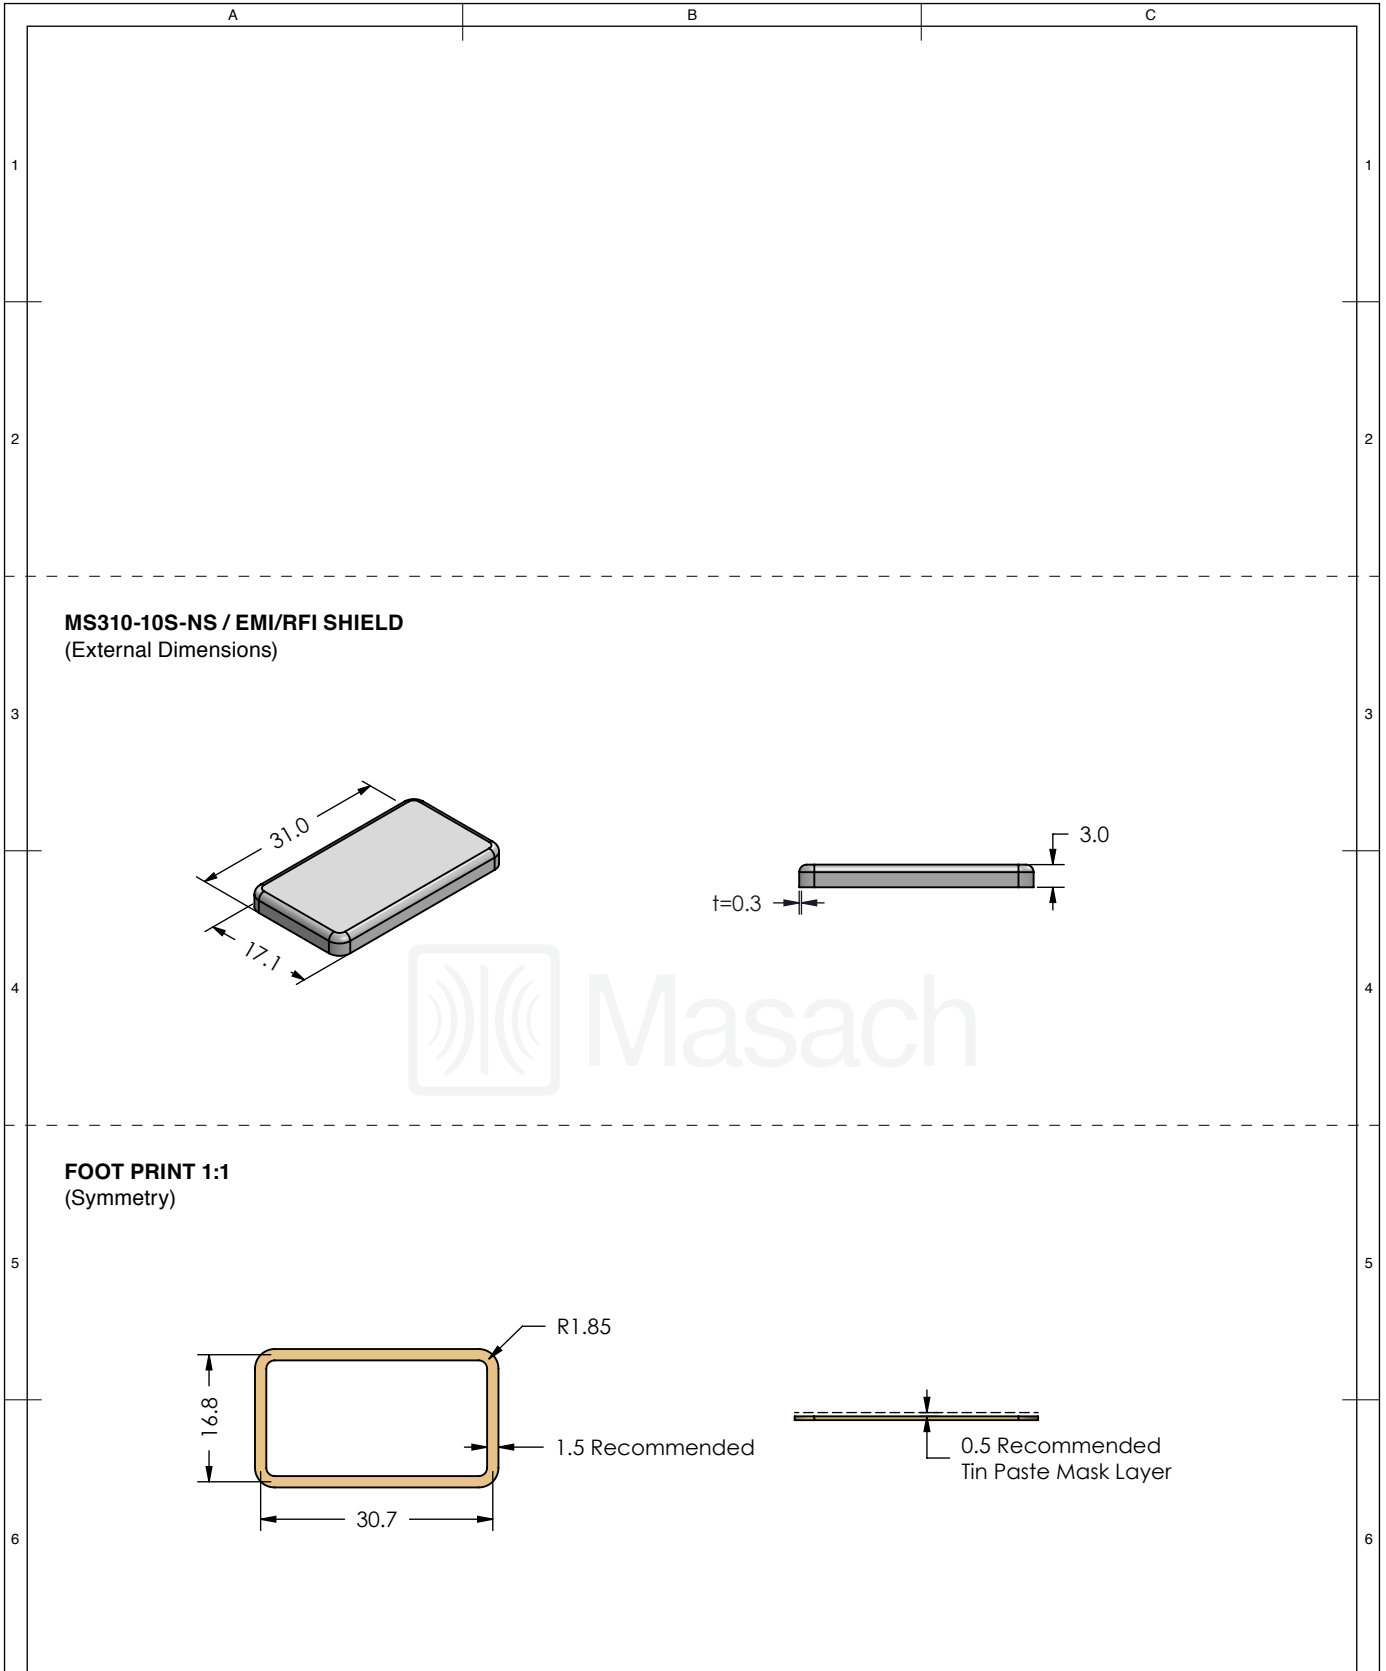 A
B
C
1
1
2
2
MS310-10S-NS / EMI/RFI SHIELD
(External Dimensions)
3
3
31.0
17.1
3.0
t=0.3
Masach
4
4
FOOT PRINT 1:1
(Symmetry)
5
5
R1.85
16.8
1.5 Recommended
30.7
0.5 Recommended
Tin Paste Mask Layer
6
6